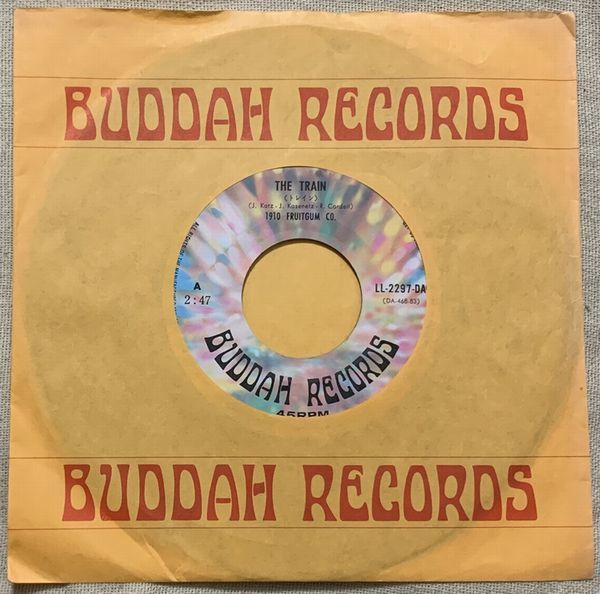 BUDDAH RECORDS
THE TRAIN
(トレイン)
(J. Katz - J. Kasenetz - R. Cordell)
1910 FRUITGUM CO.
A
2:47
LL-2297-DA
(DA-468-83)
BUDDAH RECORDS
45RPM
BUDDAH RECORDS